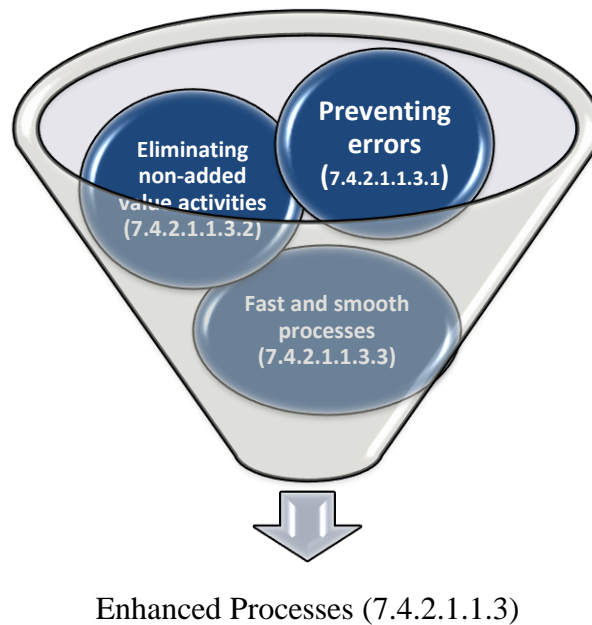 Preventing
errors
(7.4.2.1.1.3.1)
Eliminating
non-added
value activities
(7.4.2.1.1.3.2)
Fast and smooth
processes
(7.4.2.1.1.3.3)
Enhanced Processes (7.4.2.1.1.3)